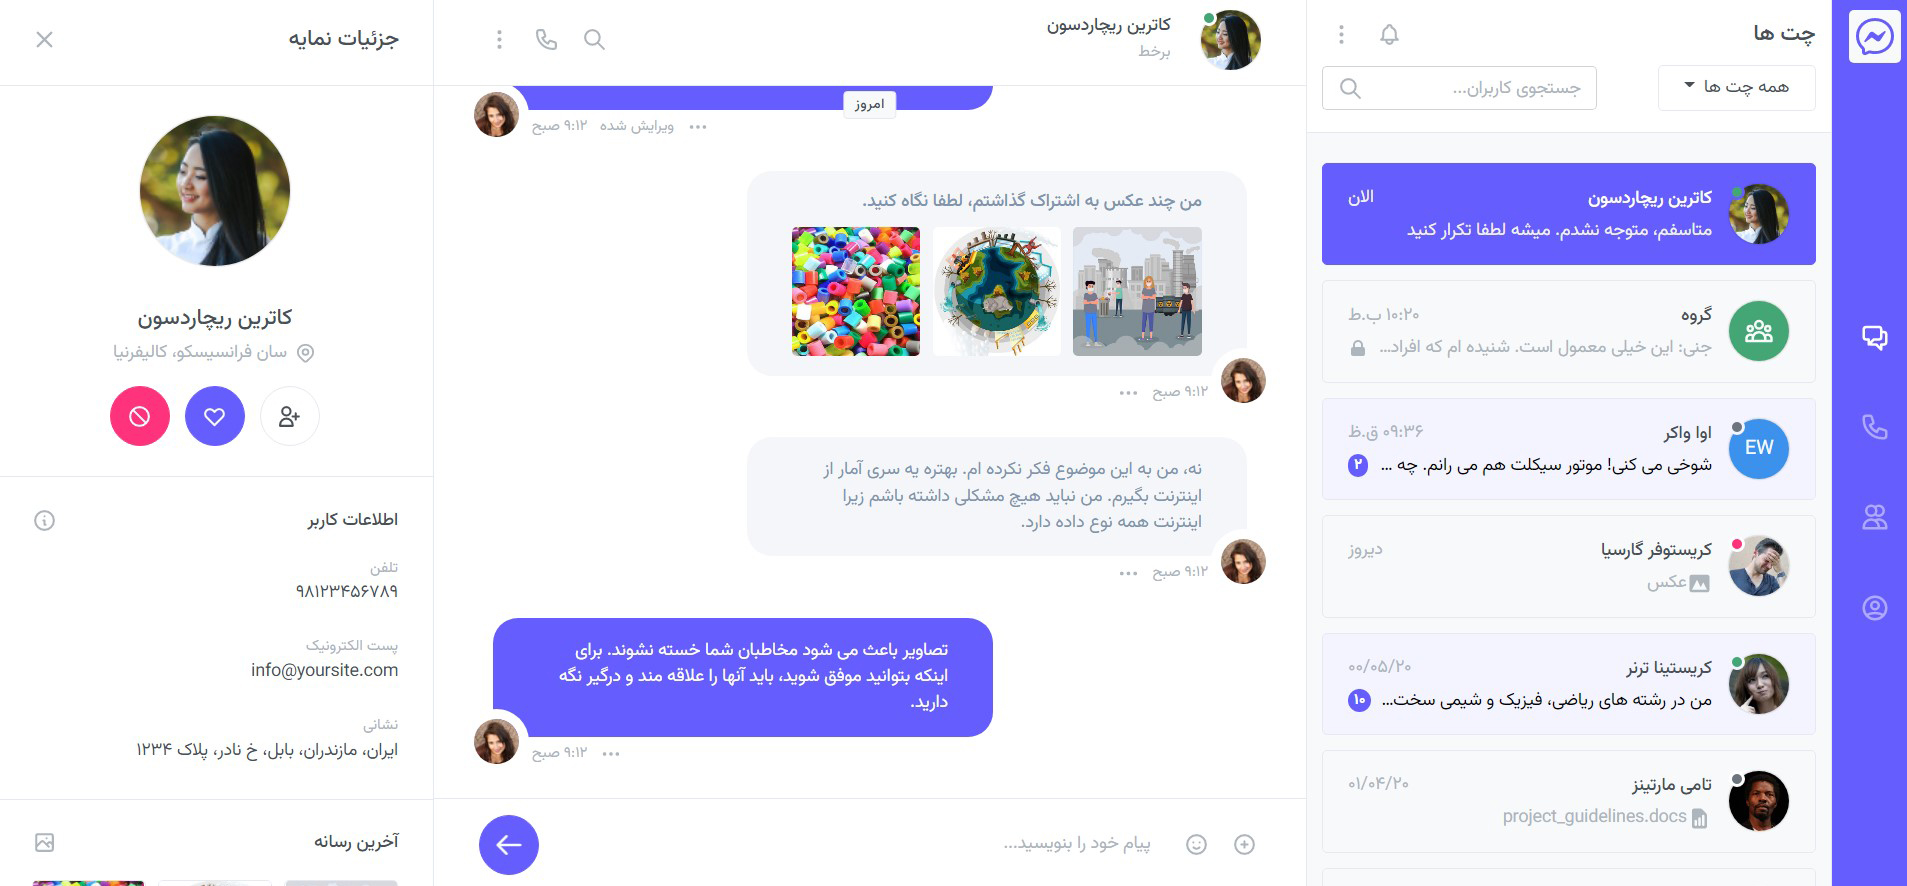 چت ها
همه چت ها
جستجوی کاربران...
کاترین ریچاردسون
الان
متاسفم، متوجه نشدم. میشه لطفا تکرار کنید
گروه
۱۰:۲۰ ب.ظ
جنی: این خیلی معمول است. شنیده ام که افراد...
اوا واکر
۰۹:۳۶ ق.ظ
EW
شوخی می کنی! موتور سیکلت هم می رانم. چه ...
۲
کریستوفر گارسیا
دیروز
عکس
کریستینا ترنر
۰۰/۰۵/۲۰
من در رشته های ریاضی، فیزیک و شیمی سخت...
۱۰
تامی مارتینز
۰۱/۰۴/۲۰
project_guidelines.docs
کاترین ریچاردسون
برخط
امروز
ویرایش شده ۹:۱۲ صبح
من چند عکس به اشتراک گذاشتم، لطفا نگاه کنید.
۹:۱۲ صبح
نه، من به این موضوع فکر نکرده ام. بهتره یه سری آمار از
اینترنت بگیرم. من نباید هیچ مشکلی داشته باشم زیرا
اینترنت همه نوع داده دارد.
۹:۱۲ صبح
تصاویر باعث می شود مخاطبان شما خسته نشوند. برای
اینکه بتوانید موفق شوید، باید آنها را علاقه مند و درگیر نگه
دارید.
۹:۱۲ صبح
پیام خود را بنویسید...
جزئیات نمایه
کاترین ریچاردسون
سان فرانسیسکو، کالیفرنیا
اطلاعات کاربر
تلفن
۹۸۱۲۳۴۵۶۷۸۹
پست الکترونیک
info@yoursite.com
نشانی
ایران، مازندران، بابل، خ نادر، پلاک ۱۲۳۴
آخرین رسانه